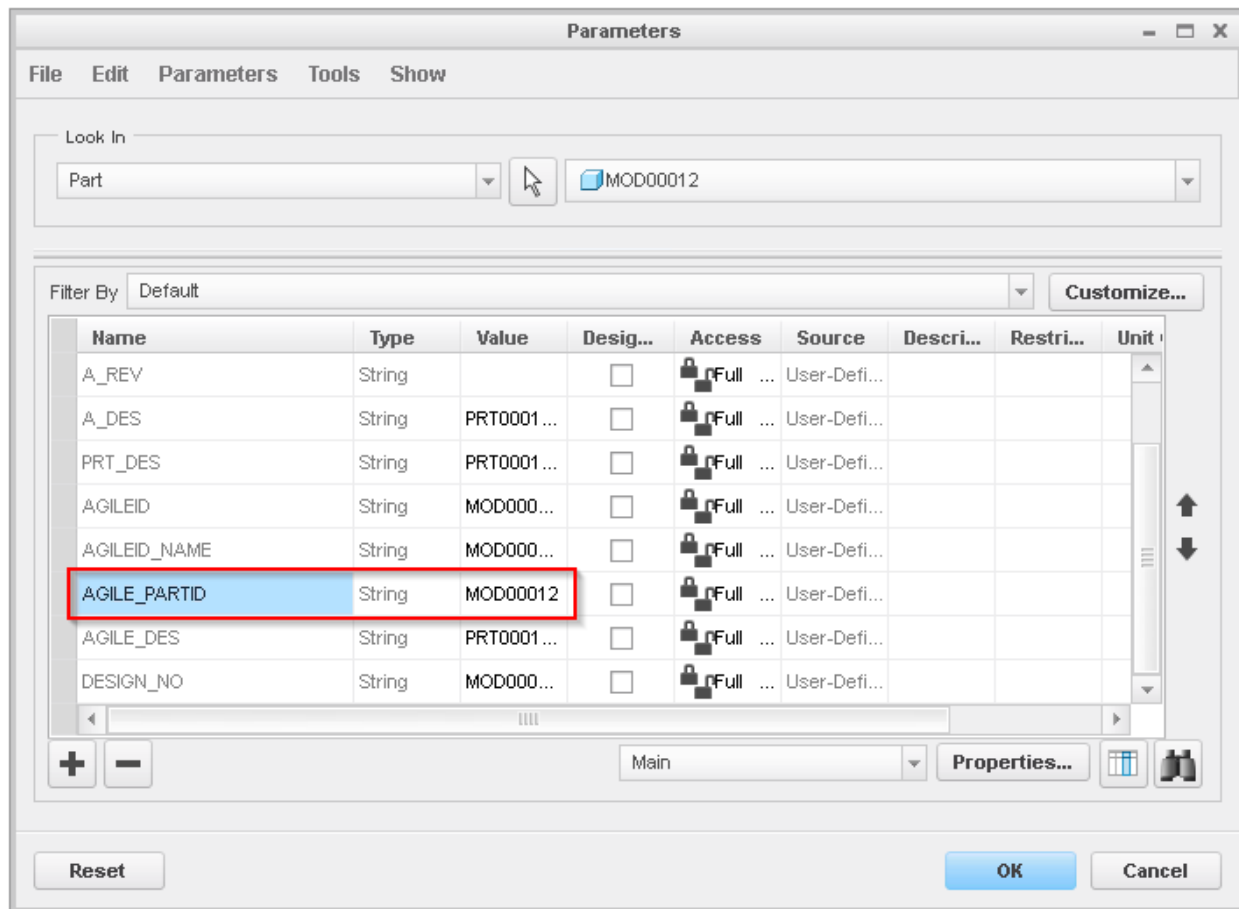 Parameters
File Edit Parameters Tools Show
Look In
Part MOD00012
Filter By Default Customize...
Name Type Value Desig... Access Source Descri... Restri... Unit
A_REV String Full ... User-Defi...
A_DES String PRT0001... Full ... User-Defi...
PRT_DES String PRT0001... Full ... User-Defi...
AGILEID String MOD000... Full ... User-Defi...
AGILEID_NAME String MOD000... Full ... User-Defi...
AGILE_PARTID String MOD00012 Full ... User-Defi...
AGILE_DES String PRT0001... Full ... User-Defi...
DESIGN_NO String MOD000... Full ... User-Defi...
Main Properties...
Reset OK Cancel